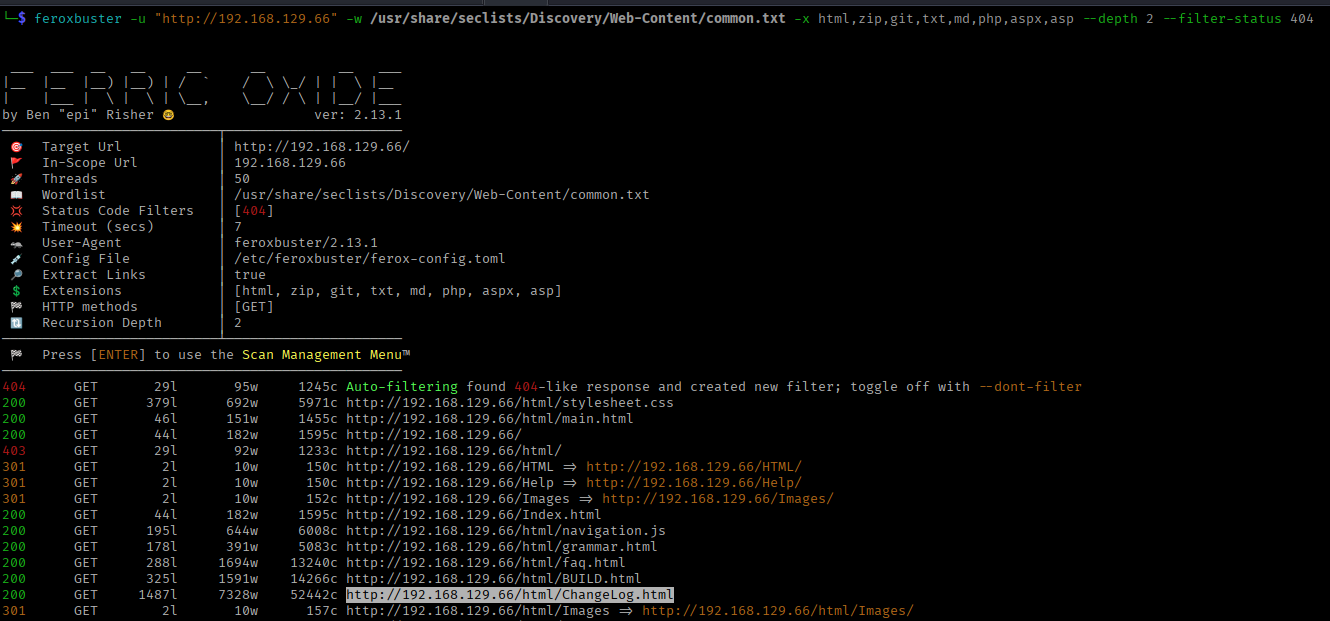 └─$ feroxbuster -u "http://192.168.129.66" -w /usr/share/seclists/Discovery/Web-Content/common.txt -x html,zip,git,txt,md,php,aspx,asp --depth 2 --filter-status 404
FERRIC OXIDE
by Ben "epi" Risher 🤓 ver: 2.13.1
🎯 Target Url │ http://192.168.129.66/
🚩 In-Scope Url │ 192.168.129.66
🚀 Threads │ 50
📖 Wordlist │ /usr/share/seclists/Discovery/Web-Content/common.txt
💢 Status Code Filters │ [404]
💥 Timeout (secs) │ 7
🦡 User-Agent │ feroxbuster/2.13.1
💉 Config File │ /etc/feroxbuster/ferox-config.toml
🔎 Extract Links │ true
💲 Extensions │ [html, zip, git, txt, md, php, aspx, asp]
🏁 HTTP methods │ [GET]
🔃 Recursion Depth │ 2
🏁 Press [ENTER] to use the Scan Management Menu™
404 GET 29l 95w 1245c Auto-filtering found 404-like response and created new filter; toggle off with --dont-filter
200 GET 379l 692w 5971c http://192.168.129.66/html/stylesheet.css
200 GET 46l 151w 1455c http://192.168.129.66/html/main.html
200 GET 44l 182w 1595c http://192.168.129.66/
403 GET 29l 92w 1233c http://192.168.129.66/html/
301 GET 2l 10w 150c http://192.168.129.66/HTML => http://192.168.129.66/HTML/
301 GET 2l 10w 150c http://192.168.129.66/Help => http://192.168.129.66/Help/
301 GET 2l 10w 152c http://192.168.129.66/Images => http://192.168.129.66/Images/
200 GET 44l 182w 1595c http://192.168.129.66/Index.html
200 GET 195l 644w 6008c http://192.168.129.66/html/navigation.js
200 GET 178l 391w 5083c http://192.168.129.66/html/grammar.html
200 GET 288l 1694w 13240c http://192.168.129.66/html/faq.html
200 GET 325l 1591w 14266c http://192.168.129.66/html/BUILD.html
200 GET 1487l 7328w 52442c http://192.168.129.66/html/ChangeLog.html
301 GET 2l 10w 157c http://192.168.129.66/html/Images => http://192.168.129.66/html/Images/